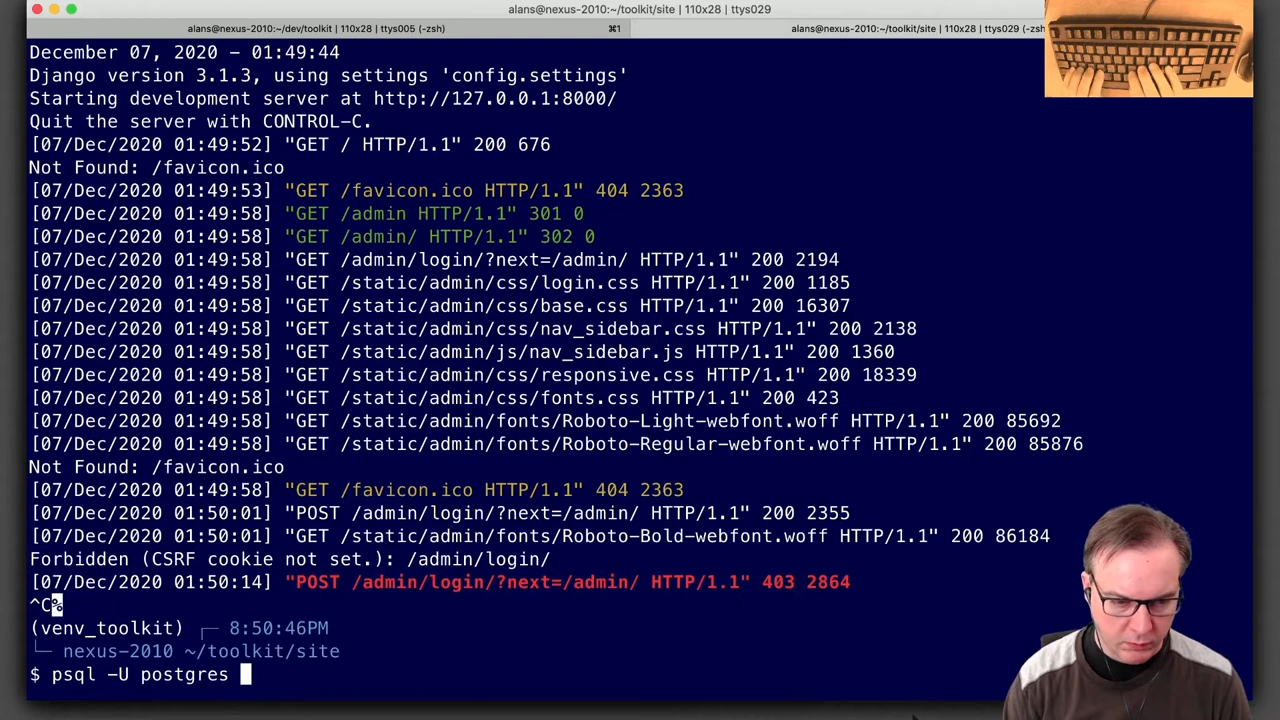 alans@nexus-2010:~/toolkit/site | 110x28 | ttys029
alans@nexus-2010:~/dev/toolkit | 110x28 | ttys005 (-zsh) ⌘1 alans@nexus-2010:~/toolkit/site | 110x28 | ttys029 (-zsh)
December 07, 2020 - 01:49:44
Django version 3.1.3, using settings 'config.settings'
Starting development server at http://127.0.0.1:8000/
Quit the server with CONTROL-C.
[07/Dec/2020 01:49:52] "GET / HTTP/1.1" 200 676
Not Found: /favicon.ico
[07/Dec/2020 01:49:53] "GET /favicon.ico HTTP/1.1" 404 2363
[07/Dec/2020 01:49:58] "GET /admin HTTP/1.1" 301 0
[07/Dec/2020 01:49:58] "GET /admin/ HTTP/1.1" 302 0
[07/Dec/2020 01:49:58] "GET /admin/login/?next=/admin/ HTTP/1.1" 200 2194
[07/Dec/2020 01:49:58] "GET /static/admin/css/login.css HTTP/1.1" 200 1185
[07/Dec/2020 01:49:58] "GET /static/admin/css/base.css HTTP/1.1" 200 16307
[07/Dec/2020 01:49:58] "GET /static/admin/css/nav_sidebar.css HTTP/1.1" 200 2138
[07/Dec/2020 01:49:58] "GET /static/admin/js/nav_sidebar.js HTTP/1.1" 200 1360
[07/Dec/2020 01:49:58] "GET /static/admin/css/responsive.css HTTP/1.1" 200 18339
[07/Dec/2020 01:49:58] "GET /static/admin/css/fonts.css HTTP/1.1" 200 423
[07/Dec/2020 01:49:58] "GET /static/admin/fonts/Roboto-Light-webfont.woff HTTP/1.1" 200 85692
[07/Dec/2020 01:49:58] "GET /static/admin/fonts/Roboto-Regular-webfont.woff HTTP/1.1" 200 85876
Not Found: /favicon.ico
[07/Dec/2020 01:49:58] "GET /favicon.ico HTTP/1.1" 404 2363
[07/Dec/2020 01:50:01] "POST /admin/login/?next=/admin/ HTTP/1.1" 200 2355
[07/Dec/2020 01:50:01] "GET /static/admin/fonts/Roboto-Bold-webfont.woff HTTP/1.1" 200 86184
Forbidden (CSRF cookie not set.): /admin/login/
[07/Dec/2020 01:50:14] "POST /admin/login/?next=/admin/ HTTP/1.1" 403 2864
^C%
(venv_toolkit) ┌─ 8:50:46PM
└─ nexus-2010 ~/toolkit/site
$ psql -U postgres